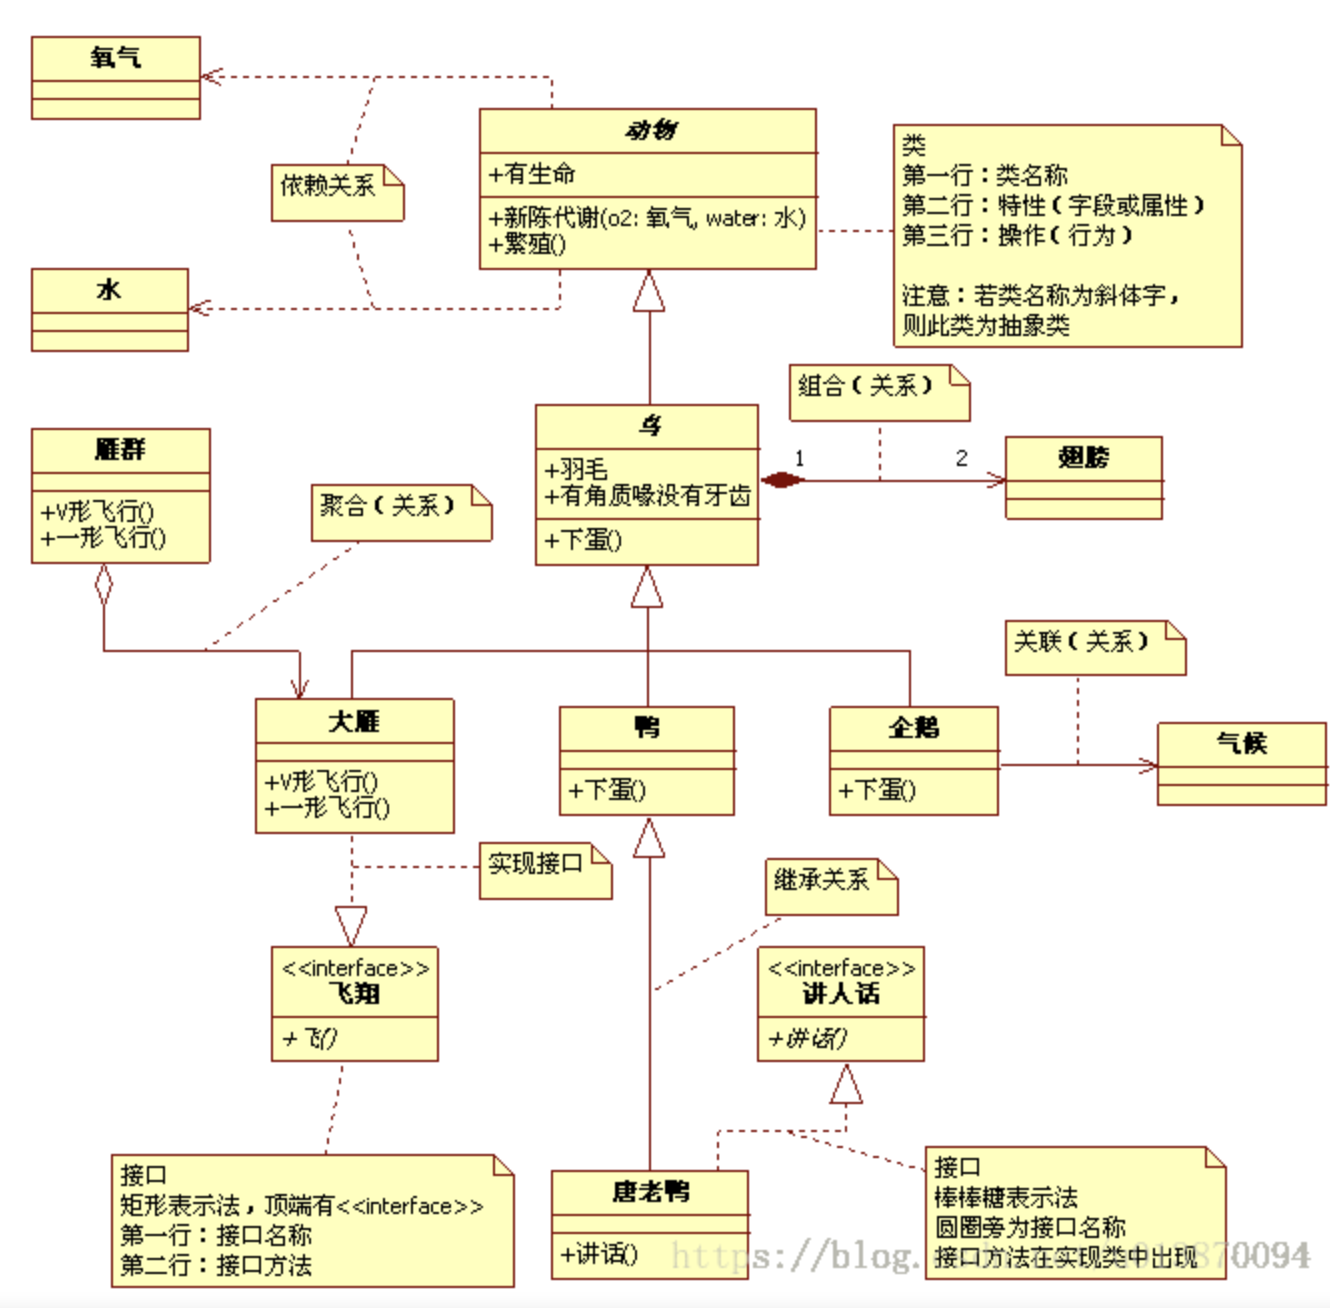 氧气
动物
+有生命
+新陈代谢(o2: 氧气, water: 水)
+繁殖()
类
第一行：类名称
第二行：特性（字段或属性）
第三行：操作（行为）
注意：若类名称为斜体字，
则此类为抽象类
依赖关系
水
组合（关系）
鸟
+羽毛
+有角质喙没有牙齿
+下蛋()
1
2
翅膀
雁群
+V形飞行()
+一形飞行()
聚合（关系）
关联（关系）
大雁
+V形飞行()
+一形飞行()
鸭
+下蛋()
企鹅
+下蛋()
气候
实现接口
继承关系
<<interface>>
飞翔
+飞()
<<interface>>
讲人话
+讲话()
接口
矩形表示法，顶端有<<interface>>
第一行：接口名称
第二行：接口方法
唐老鸭
+讲话()
接口
棒棒糖表示法
圆圈旁为接口名称
接口方法在实现类中出现
https://blog.
870094